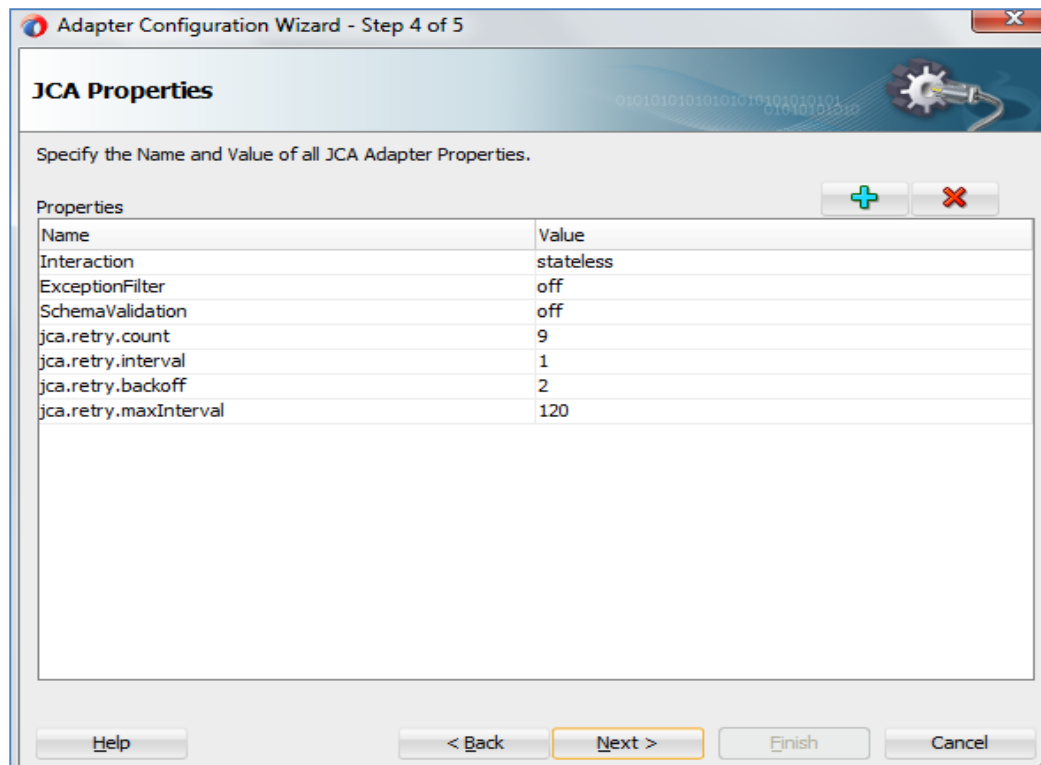 Adapter Configuration Wizard - Step 4 of 5
JCA Properties
Specify the Name and Value of all JCA Adapter Properties.
Properties
Name Value
Interaction stateless
ExceptionFilter off
SchemaValidation off
jca.retry.count 9
jca.retry.interval 1
jca.retry.backoff 2
jca.retry.maxInterval 120
Help < Back Next > Finish Cancel